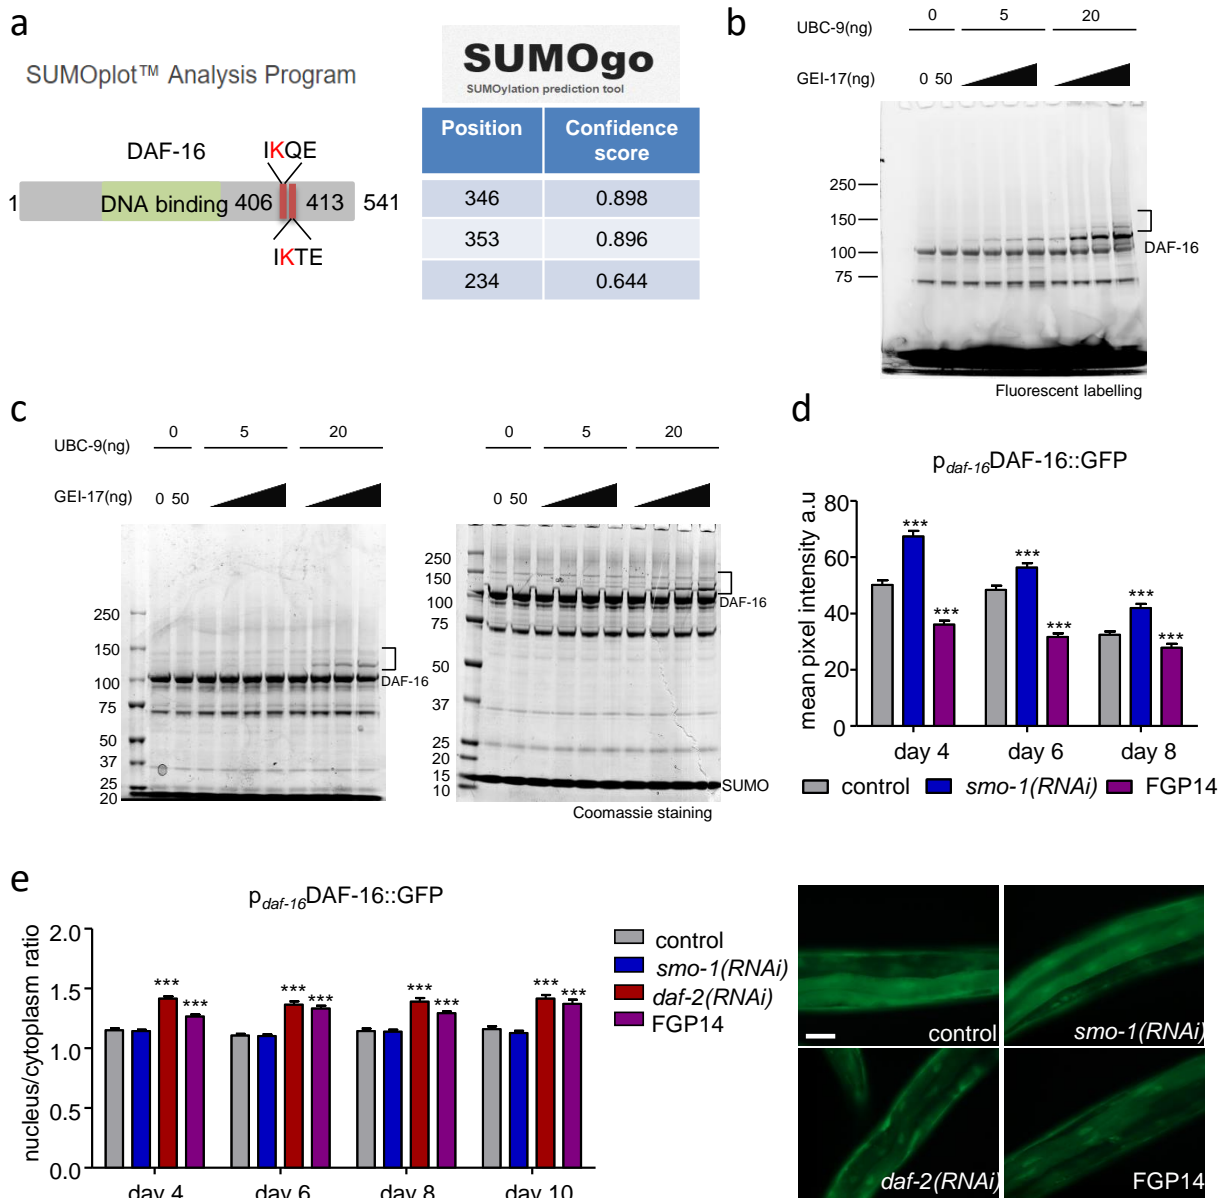 a
SUMOplot™ Analysis Program
DAF-16
IKQE
1
DNA binding
406
413
541
IKTE
SUMOgo
SUMOylation prediction tool
Position
Confidence score
346
0.898
353
0.896
234
0.644
b
UBC-9(ng)
0
5
20
GEI-17(ng)
0 50
250
150
100
75
DAF-16
Fluorescent labelling
c
UBC-9(ng)
0
5
20
GEI-17(ng)
0 50
250
150
100
75
50
37
25
20
DAF-16
0
5
20
0 50
250
150
100
75
50
37
25
20
15
10
DAF-16
SUMO
Coomassie staining
d
pdaf-16DAF-16::GFP
mean pixel intensity a.u
80
60
40
20
0
***
***
***
***
***
***
day 4
day 6
day 8
control
smo-1(RNAi)
FGP14
e
pdaf-16DAF-16::GFP
nucleus/cytoplasm ratio
2.0
1.5
1.0
0.5
0.0
***
***
***
***
***
***
***
***
day 4
day 6
day 8
day 10
control
smo-1(RNAi)
daf-2(RNAi)
FGP14
control
smo-1(RNAi)
daf-2(RNAi)
FGP14